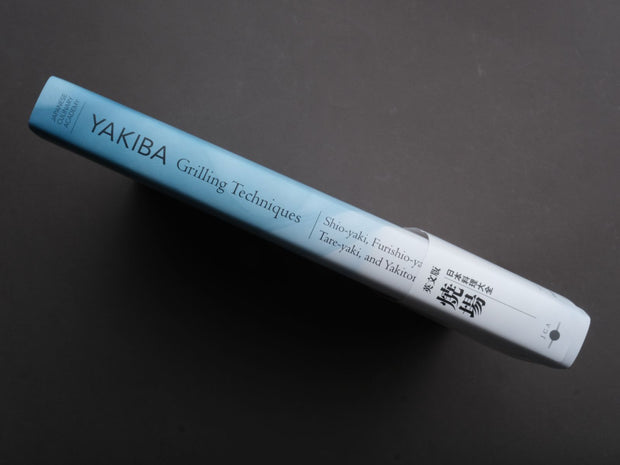 JAPANESE
CULINARY
ACADEMY
YAKIBA
Grilling Techniques
Shio-yaki, Furishio-ya
Tare-yaki, and Yakitor
英文版
日本料理大全
焼場
J.C.A